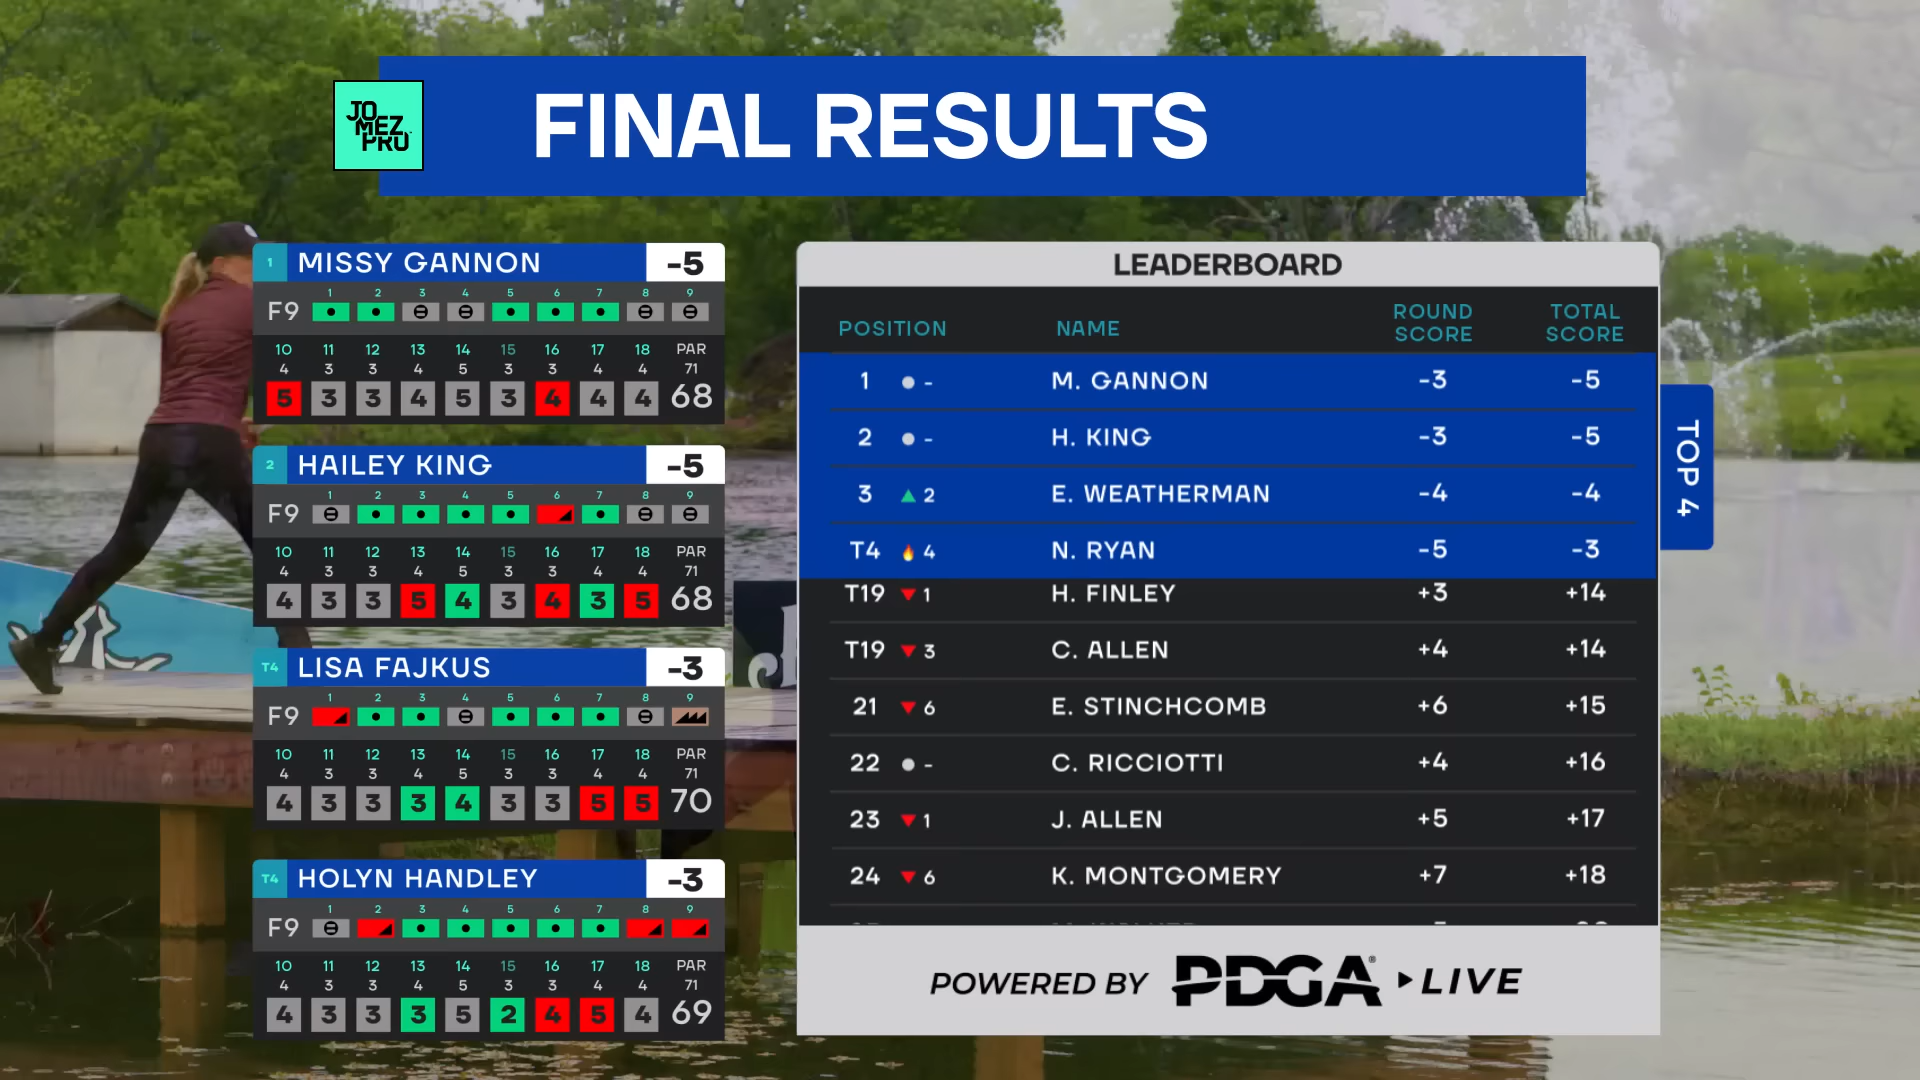 JOMEZPRO
FINAL RESULTS
1 MISSY GANNON -5
1 2 3 4 5 6 7 8 9
F9
10 11 12 13 14 15 16 17 18 PAR
4 3 3 4 5 3 3 4 4 71
5 3 3 4 5 3 4 4 4 68
2 HAILEY KING -5
1 2 3 4 5 6 7 8 9
F9
10 11 12 13 14 15 16 17 18 PAR
4 3 3 4 5 3 3 4 4 71
4 3 3 5 4 3 4 3 5 68
T4 LISA FAJKUS -3
1 2 3 4 5 6 7 8 9
F9
10 11 12 13 14 15 16 17 18 PAR
4 3 3 4 5 3 3 4 4 71
4 3 3 3 4 3 3 5 5 70
T4 HOLYN HANDLEY -3
1 2 3 4 5 6 7 8 9
F9
10 11 12 13 14 15 16 17 18 PAR
4 3 3 4 5 3 3 4 4 71
4 3 3 3 5 2 4 5 4 69
LEADERBOARD
POSITION NAME ROUND SCORE TOTAL SCORE
1 - M. GANNON -3 -5
2 - H. KING -3 -5
3 2 E. WEATHERMAN -4 -4
T4 4 N. RYAN -5 -3
T19 1 H. FINLEY +3 +14
T19 3 C. ALLEN +4 +14
21 6 E. STINCHCOMB +6 +15
22 - C. RICCIOTTI +4 +16
23 1 J. ALLEN +5 +17
24 6 K. MONTGOMERY +7 +18
TOP 4
POWERED BY PDGA LIVE